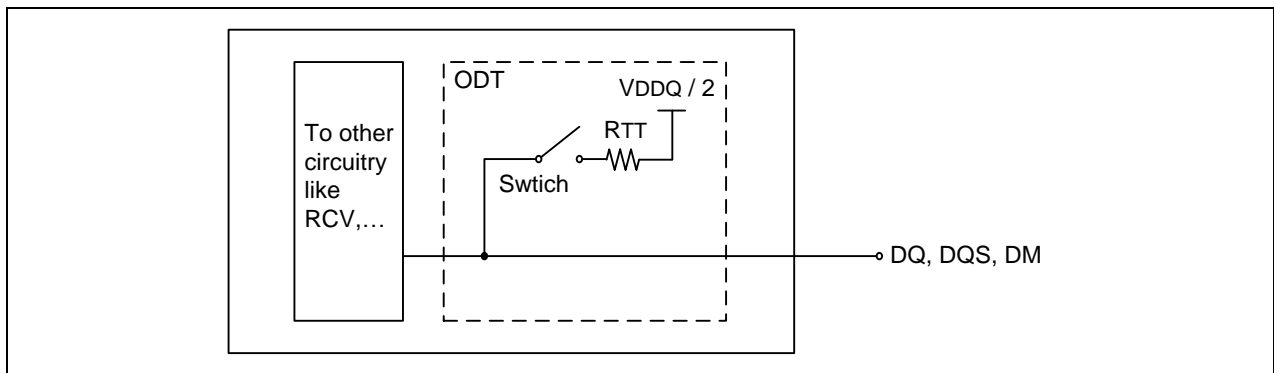 ODT
VDDQ / 2
RTT
Swtich
To other
circuitry
like
RCV,…
DQ, DQS, DM